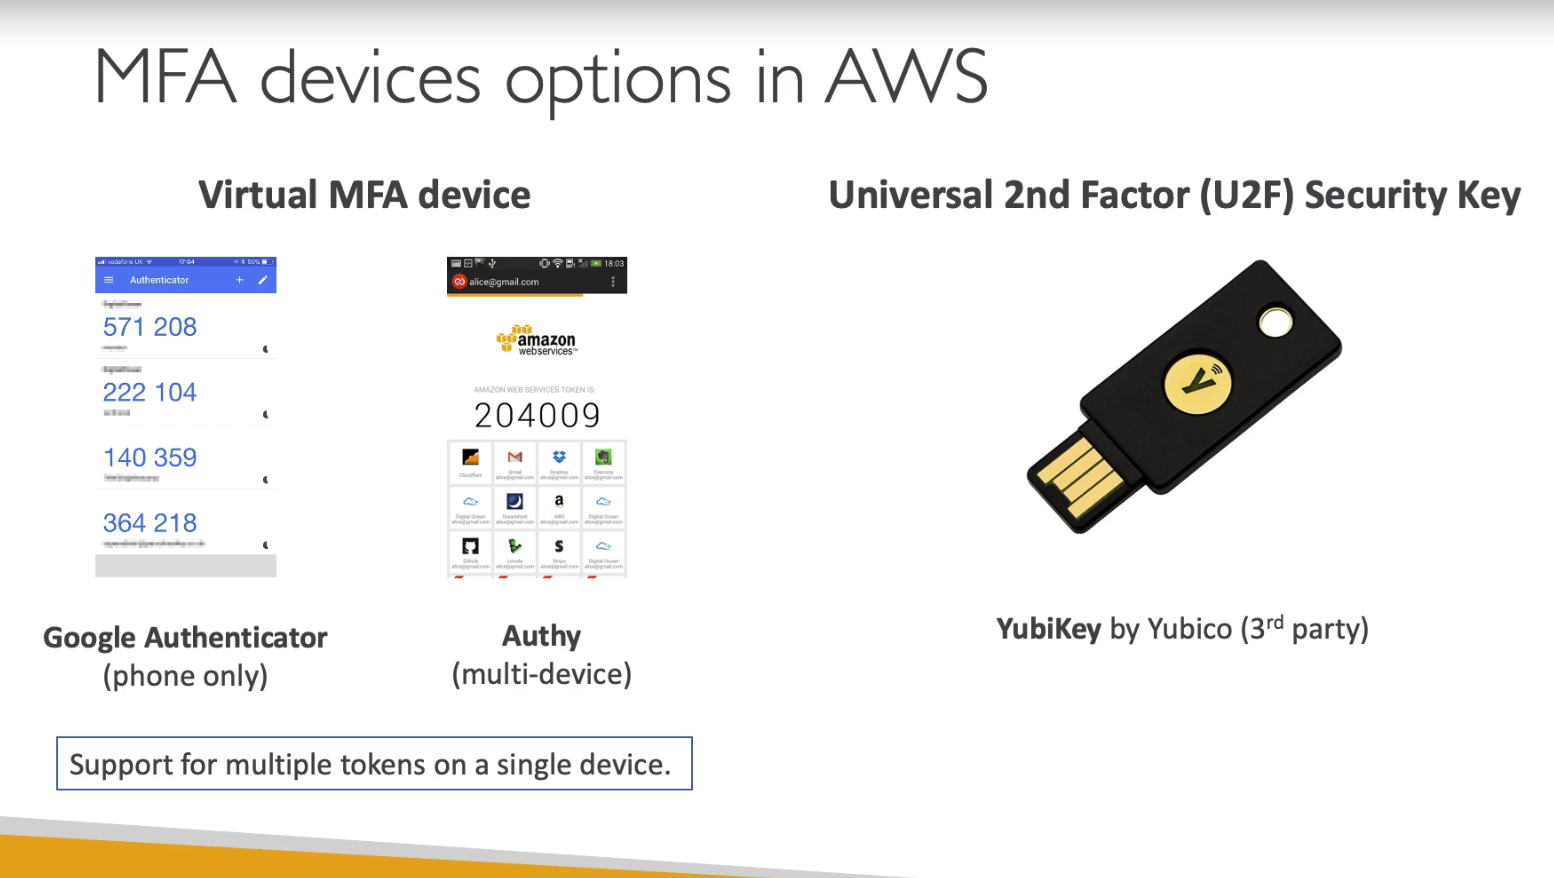 MFA devices options in AWS
Virtual MFA device
Universal 2nd Factor (U2F) Security Key
vodafone UK 17:04 50%
Authenticator
571 208
222 104
140 359
364 218
18:03
alice@gmail.com
amazon
webservices™
AMAZON WEB SERVICES TOKEN IS:
204009
Cloudflare
Gmail
alice@gmail.com
Dropbox
alice@gmail.com
Evernote
alice@gmail.com
Digital Ocean
alice@gmail.com
Dreamhost
alice@gmail.com
a
AWS
alice@gmail.com
Digital Ocean
alice@gmail.com
Github
alice@gmail.com
Linode
alice@gmail.com
S
Stripe
alice@gmail.com
Digital Ocean
alice@gmail.com
y
Google Authenticator
(phone only)
Authy
(multi-device)
YubiKey by Yubico (3rd party)
Support for multiple tokens on a single device.